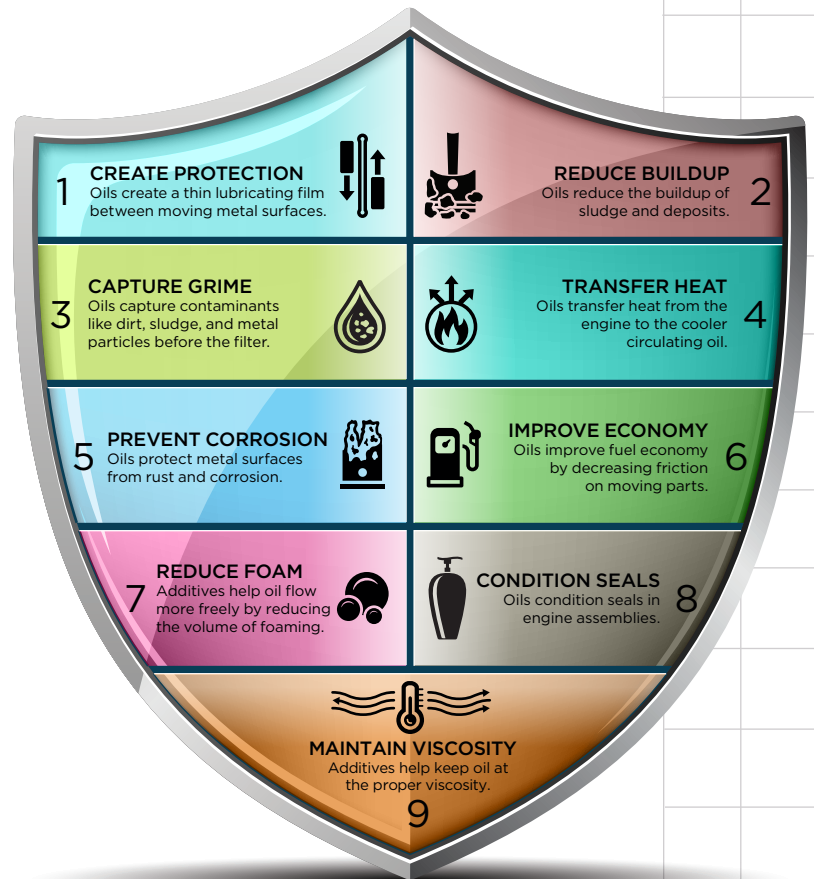 1
CREATE PROTECTION
Oils create a thin lubricating film
between moving metal surfaces.
REDUCE BUILDUP
Oils reduce the buildup of
sludge and deposits.
2
3
CAPTURE GRIME
Oils capture contaminants
like dirt, sludge, and metal
particles before the filter.
TRANSFER HEAT
Oils transfer heat from the
engine to the cooler
circulating oil.
4
5
PREVENT CORROSION
Oils protect metal surfaces
from rust and corrosion.
IMPROVE ECONOMY
Oils improve fuel economy
by decreasing friction
on moving parts.
6
7
REDUCE FOAM
Additives help oil flow
more freely by reducing
the volume of foaming.
CONDITION SEALS
Oils condition seals in
engine assemblies.
8
MAINTAIN VISCOSITY
Additives help keep oil at
the proper viscosity.
9